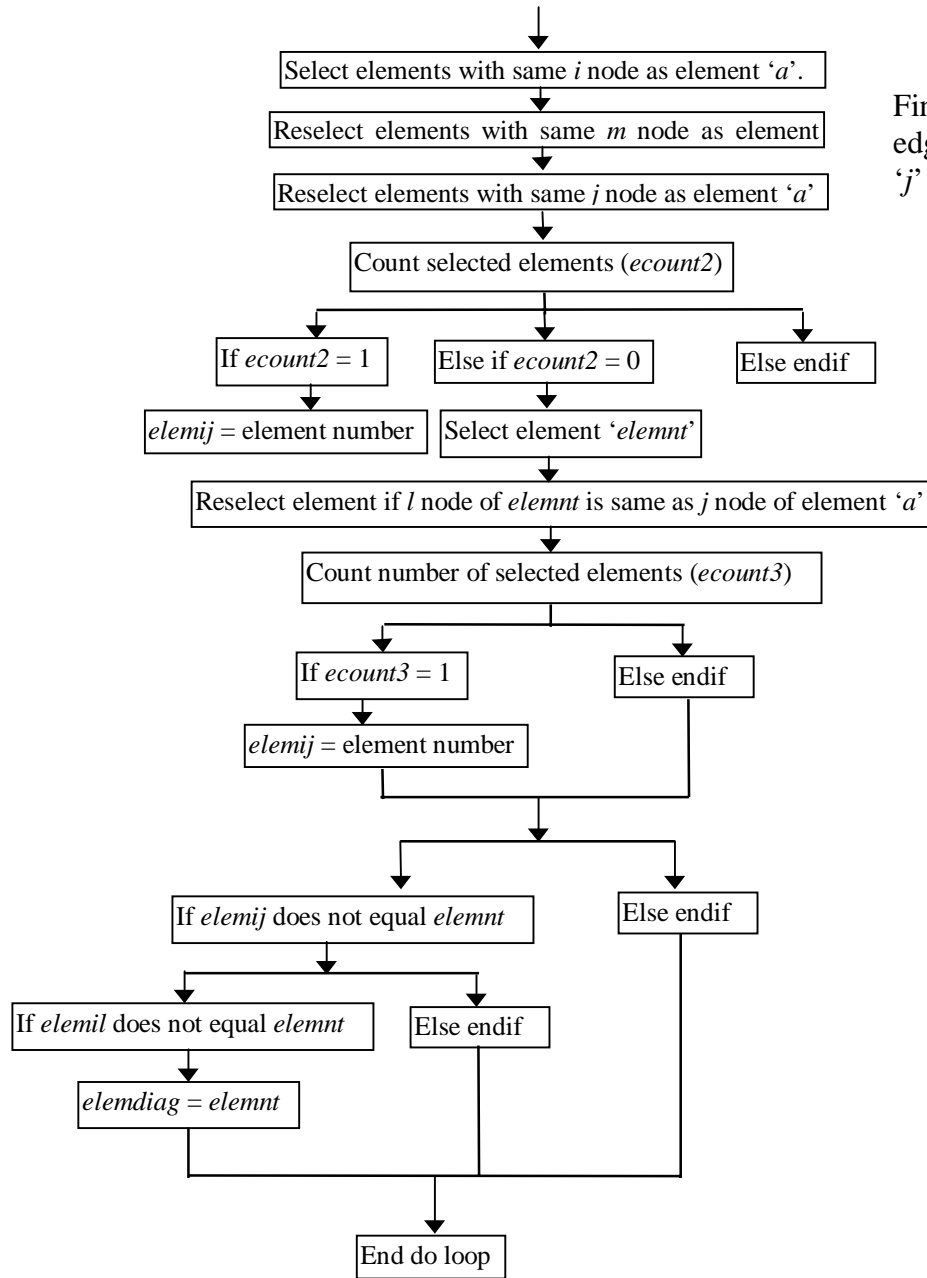 Select elements with same i node as element ‘a’.
Reselect elements with same m node as element
Reselect elements with same j node as element ‘a’
Count selected elements (ecount2)
If ecount2 = 1
Else if ecount2 = 0
Else endif
elemij = element number
Select element ‘elemnt’
Reselect element if l node of elemnt is same as j node of element ‘a’
Count number of selected elements (ecount3)
If ecount3 = 1
Else endif
elemij = element number
If elemij does not equal elemnt
Else endif
If elemil does not equal elemnt
Else endif
elemdiag = elemnt
End do loop
‘j’